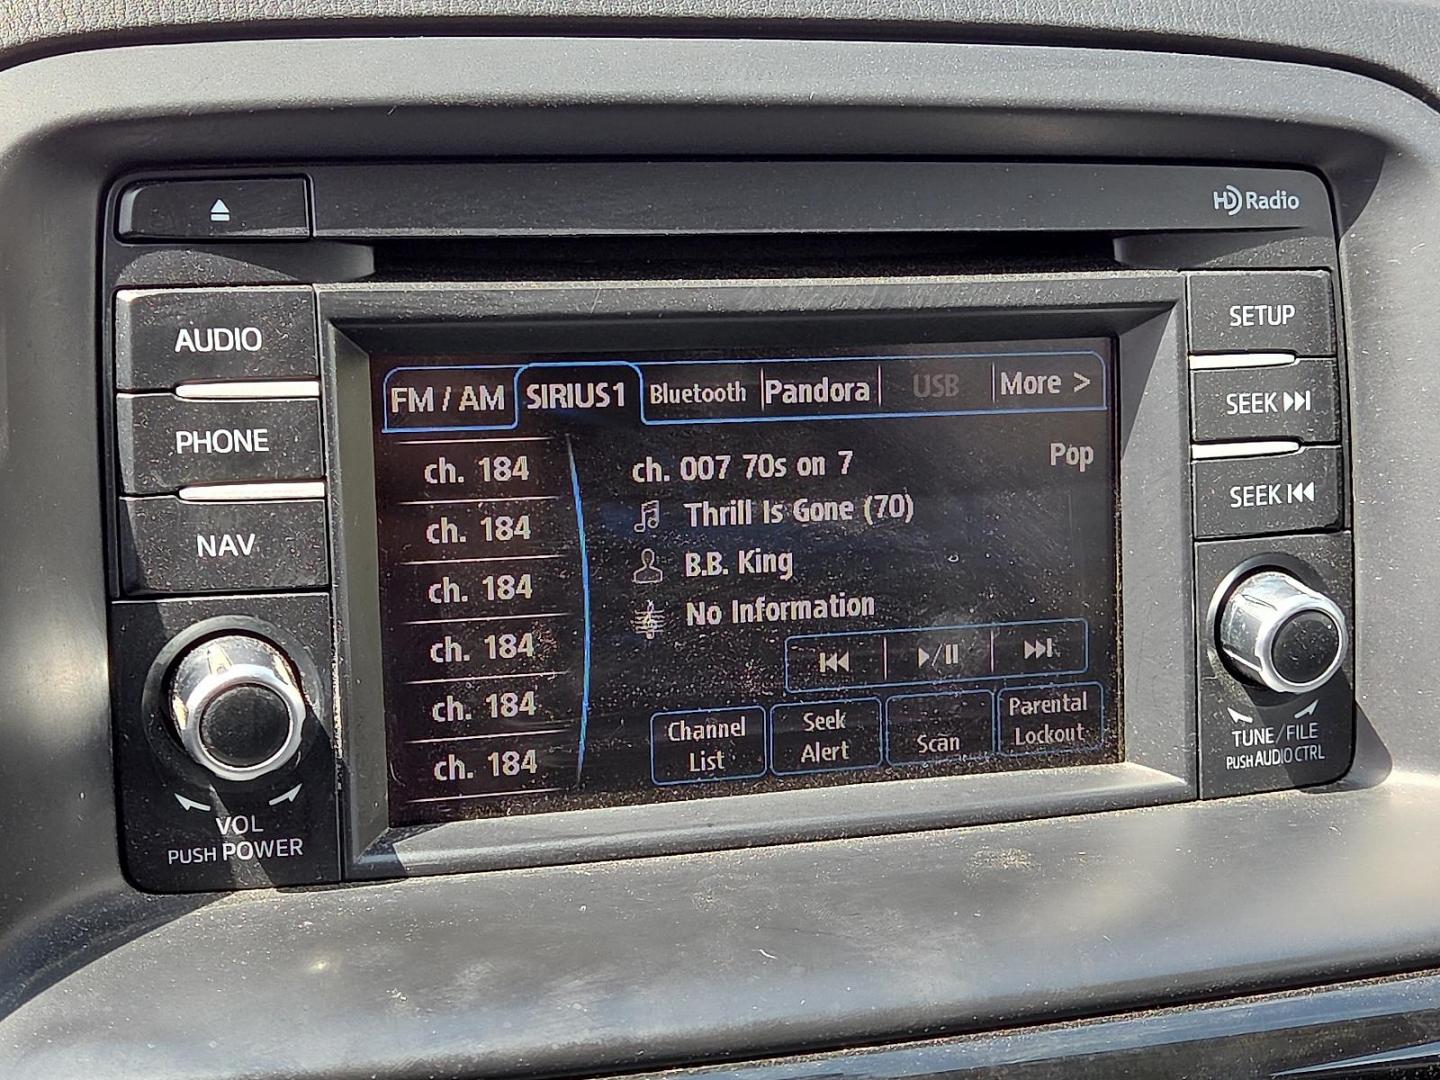 HD Radio
AUDIO
PHONE
NAV
VOL
PUSH POWER
FM / AM
SIRIUS1
Bluetooth
Pandora
USB
More >
ch. 184
ch. 184
ch. 184
ch. 184
ch. 184
ch. 184
ch. 007 70s on 7
Pop
Thrill Is Gone (70)
B.B. King
No Information
Channel
List
Seek
Alert
Scan
Parental
Lockout
SETUP
SEEK
SEEK
TUNE/FILE
PUSH AUDIO CTRL